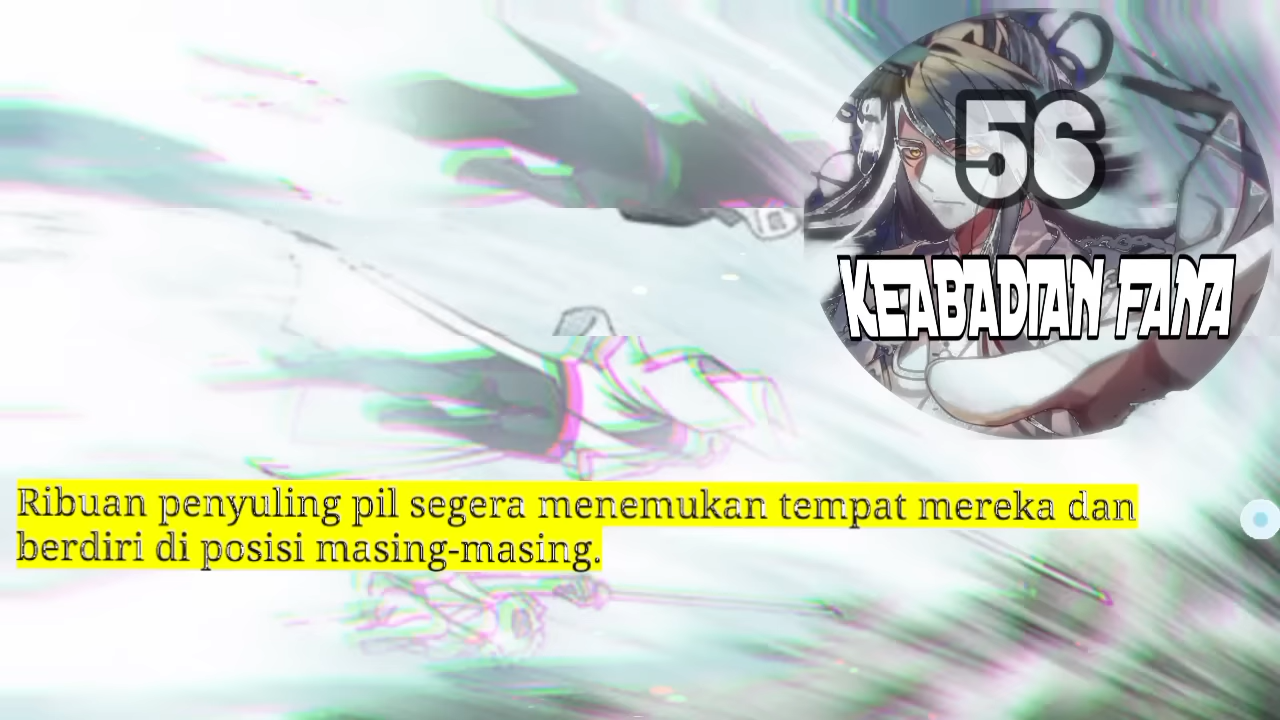 56
KEABADIAN FANA
Ribuan penyuling pil segera menemukan tempat mereka dan
berdiri di posisi masing-masing.